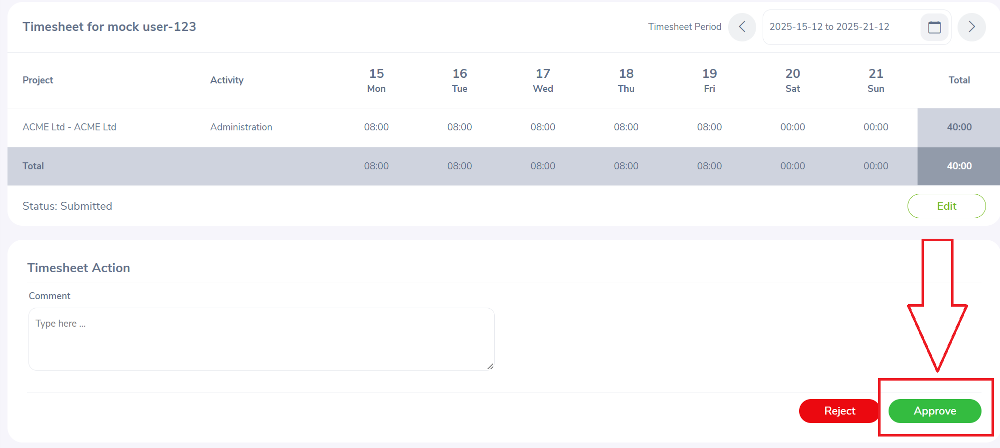 Timesheet for mock user-123 Timesheet Period 2025-15-12 to 2025-21-12
Project Activity 15 Mon 16 Tue 17 Wed 18 Thu 19 Fri 20 Sat 21 Sun Total
ACME Ltd - ACME Ltd Administration 08:00 08:00 08:00 08:00 08:00 00:00 00:00 40:00
Total 08:00 08:00 08:00 08:00 08:00 00:00 00:00 40:00
Status: Submitted Edit
Timesheet Action
Comment
Type here ...
Reject Approve